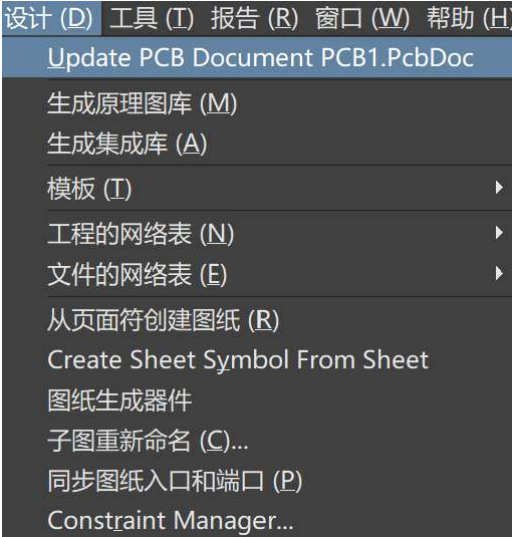 设计 (D) 工具 (T) 报告 (R) 窗口 (W) 帮助 (H)
Update PCB Document PCB1.PcbDoc
生成原理图库 (M)
生成集成库 (A)
模板 (T)
工程的网络表 (N)
文件的网络表 (E)
从页面符创建图纸 (R)
Create Sheet Symbol From Sheet
图纸生成器件
子图重新命名 (C)...
同步图纸入口和端口 (P)
Constraint Manager...